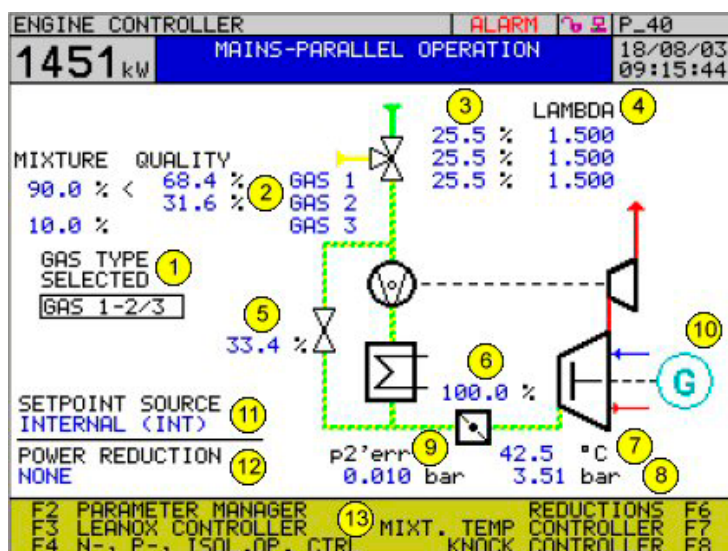 ENGINE CONTROLLER ALARM P_40
1451 kW MAINS-PARALLEL OPERATION 18/08/03
09:15:44
3 LAMBDA 4
25.5 % 1.500
25.5 % 1.500
25.5 % 1.500
MIXTURE QUALITY
90.0 % < 68.4 % 2 GAS 1
31.6 % GAS 2
10.0 % GAS 3
GAS TYPE 1
SELECTED
GAS 1-2/3
5
33.4 %
6
100.0 %
10
G
SETPOINT SOURCE 11
INTERNAL (INT)
POWER REDUCTION 12
NONE
p2'err 9 42.5 °C 7
0.010 bar 3.51 bar 8
F2 PARAMETER MANAGER 13 REDUCTIONS F6
F3 LEANOX CONTROLLER MIXT. TEMP CONTROLLER F7
F4 N-, P-, ISOL.OP. CTRL KNOCK CONTROLLER F8